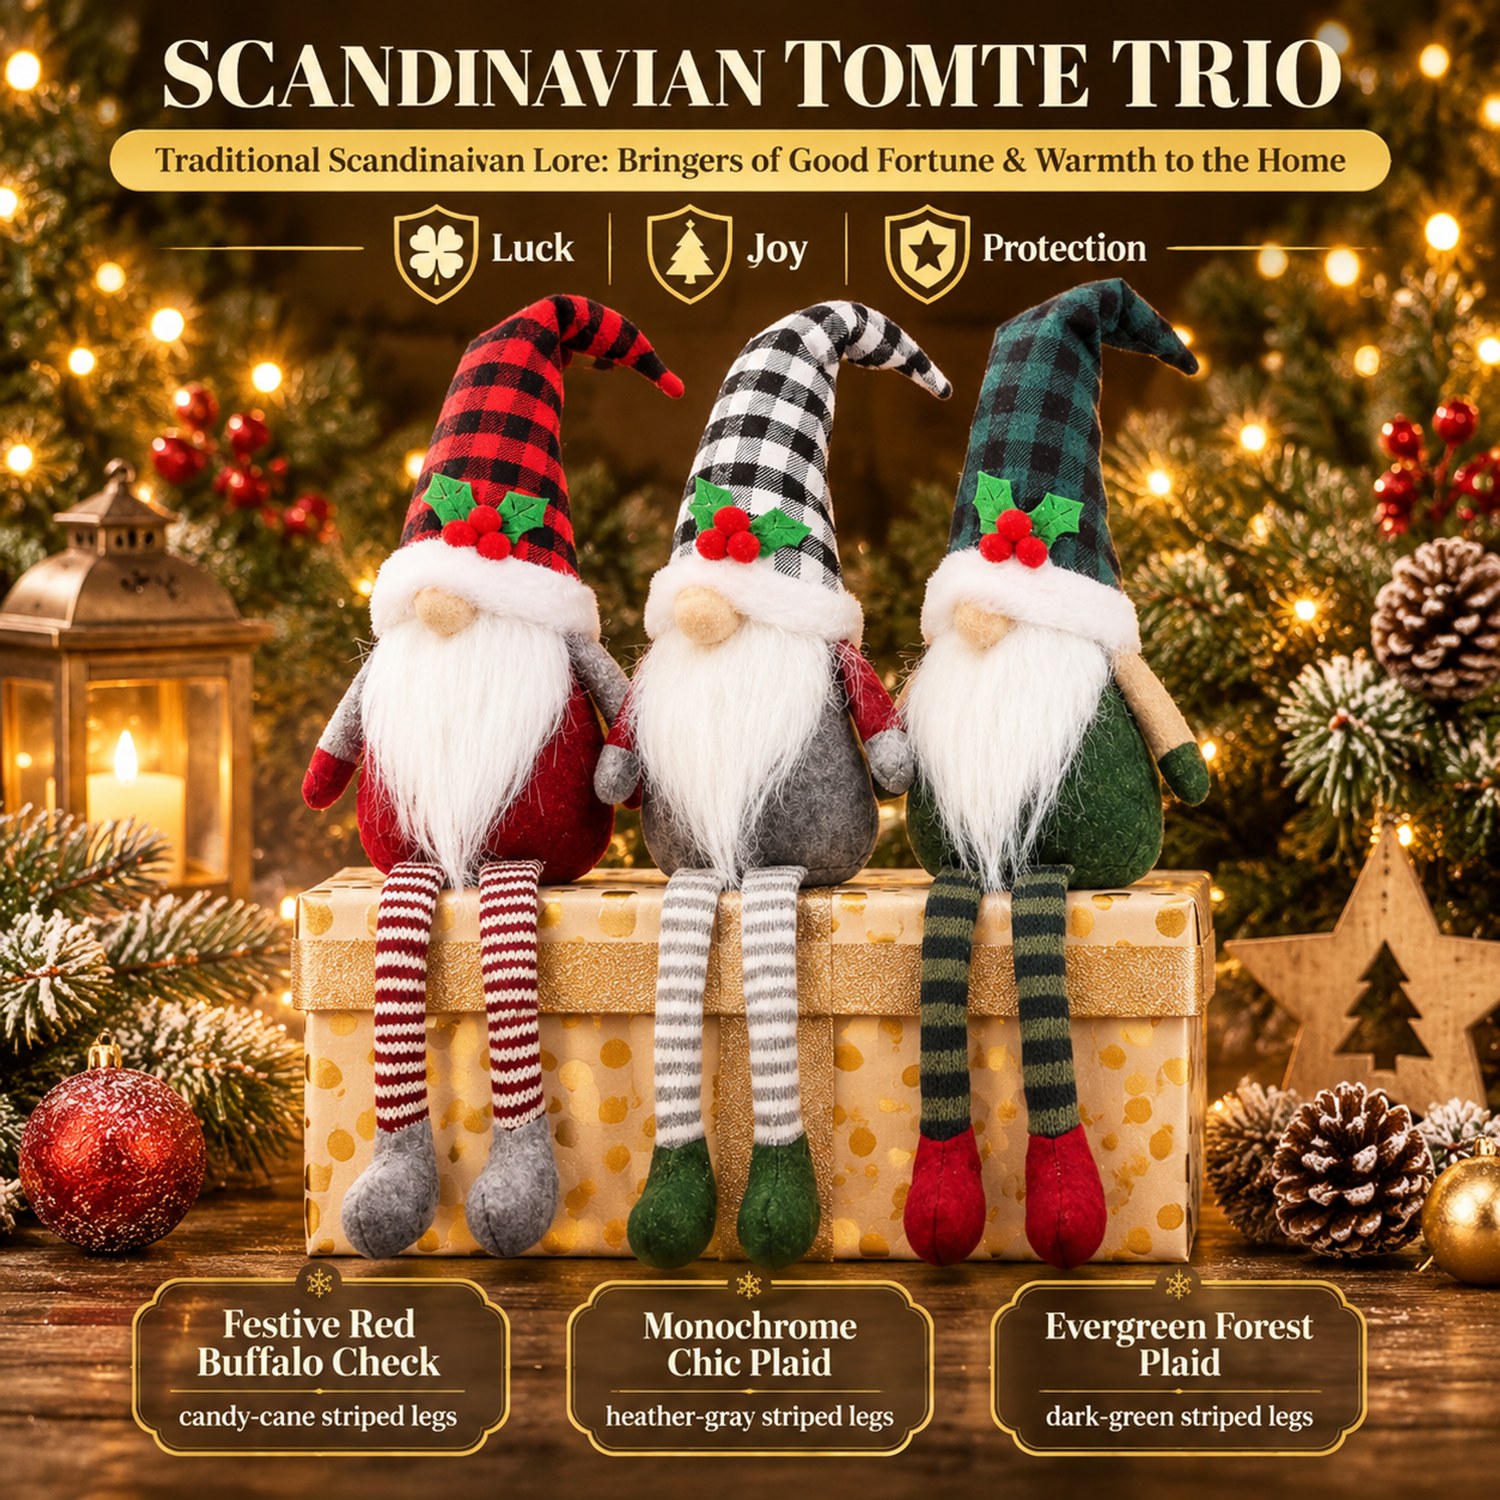 SCANDINAVIAN TOMTE TRIO
Traditional Scandinaivan Lore: Bringers of Good Fortune & Warmth to the Home
Luck
Joy
Protection
Festive Red
Buffalo Check
candy-cane striped legs
Monochrome
Chic Plaid
heather-gray striped legs
Evergreen Forest
Plaid
dark-green striped legs